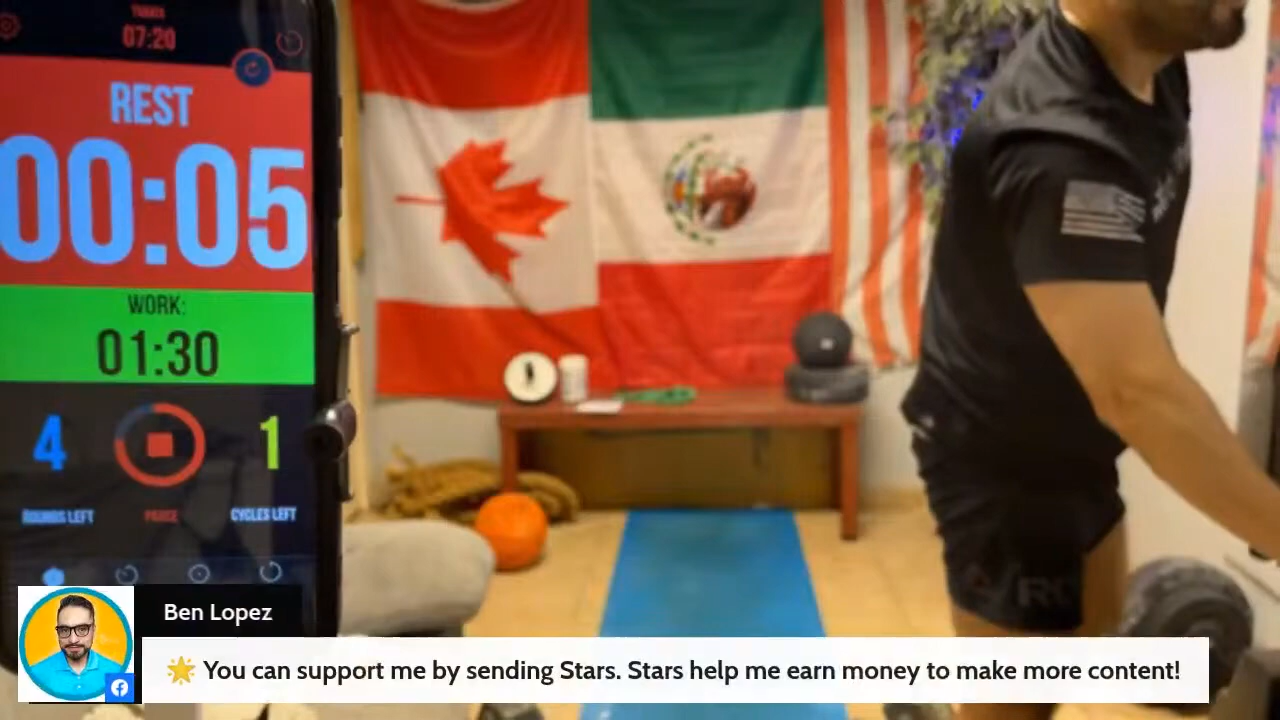 TABATA
07:20
REST
00:05
WORK:
01:30
4
1
ROUNDS LEFT
PAUSE
CYCLES LEFT
Ben Lopez
🌟 You can support me by sending Stars. Stars help me earn money to make more content!